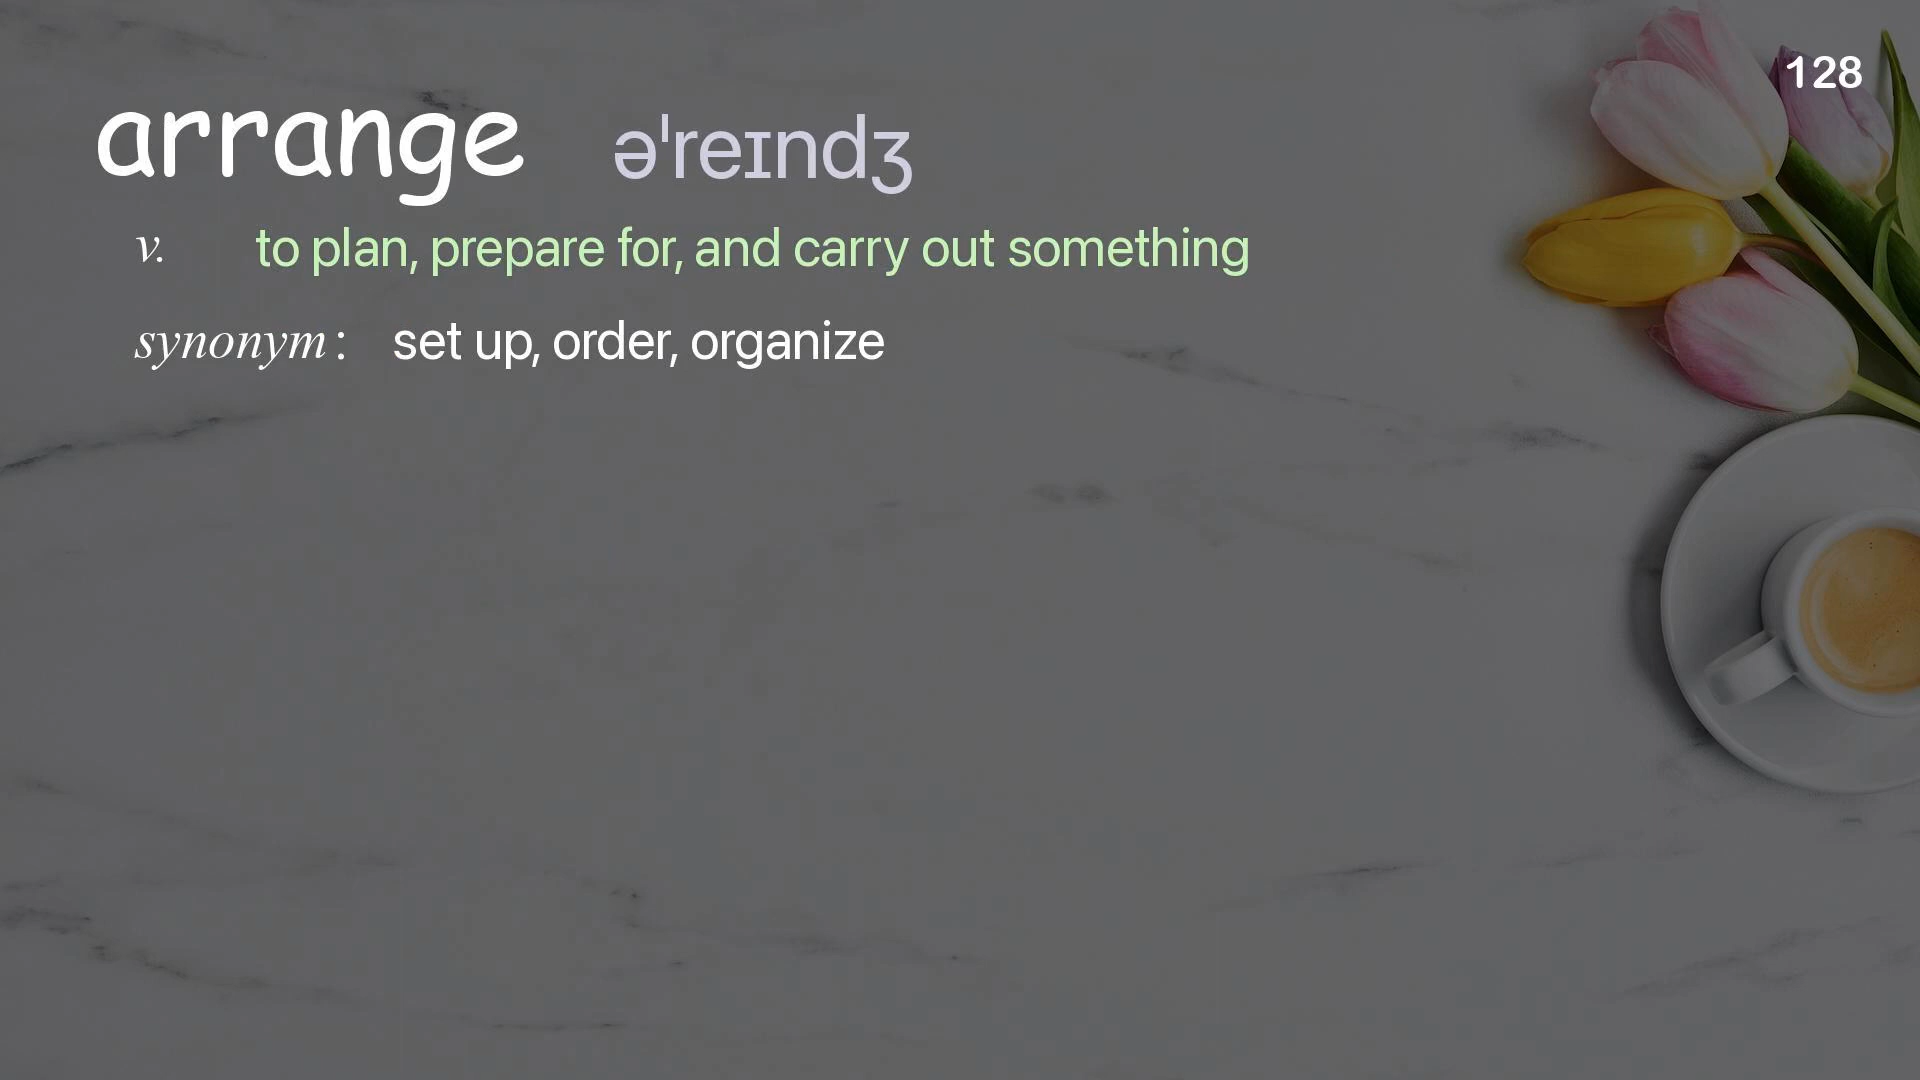 128
arrange əˈreɪndʒ
v. to plan, prepare for, and carry out something
synonym : set up, order, organize